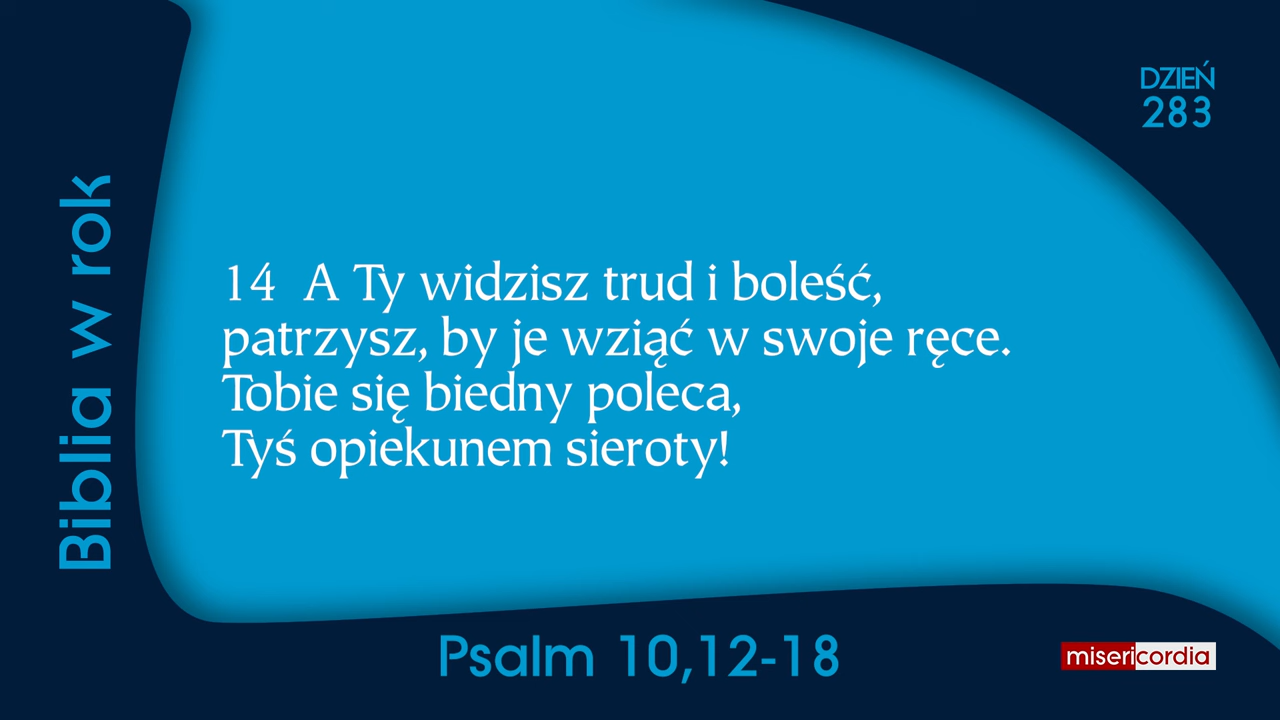 DZIEŃ
283
Biblia w rok
14 A Ty widzisz trud i boleść,
patrzysz, by je wziąć w swoje ręce.
Tobie się biedny poleca,
Tyś opiekunem sieroty!
Psalm 10,12-18
misericordia